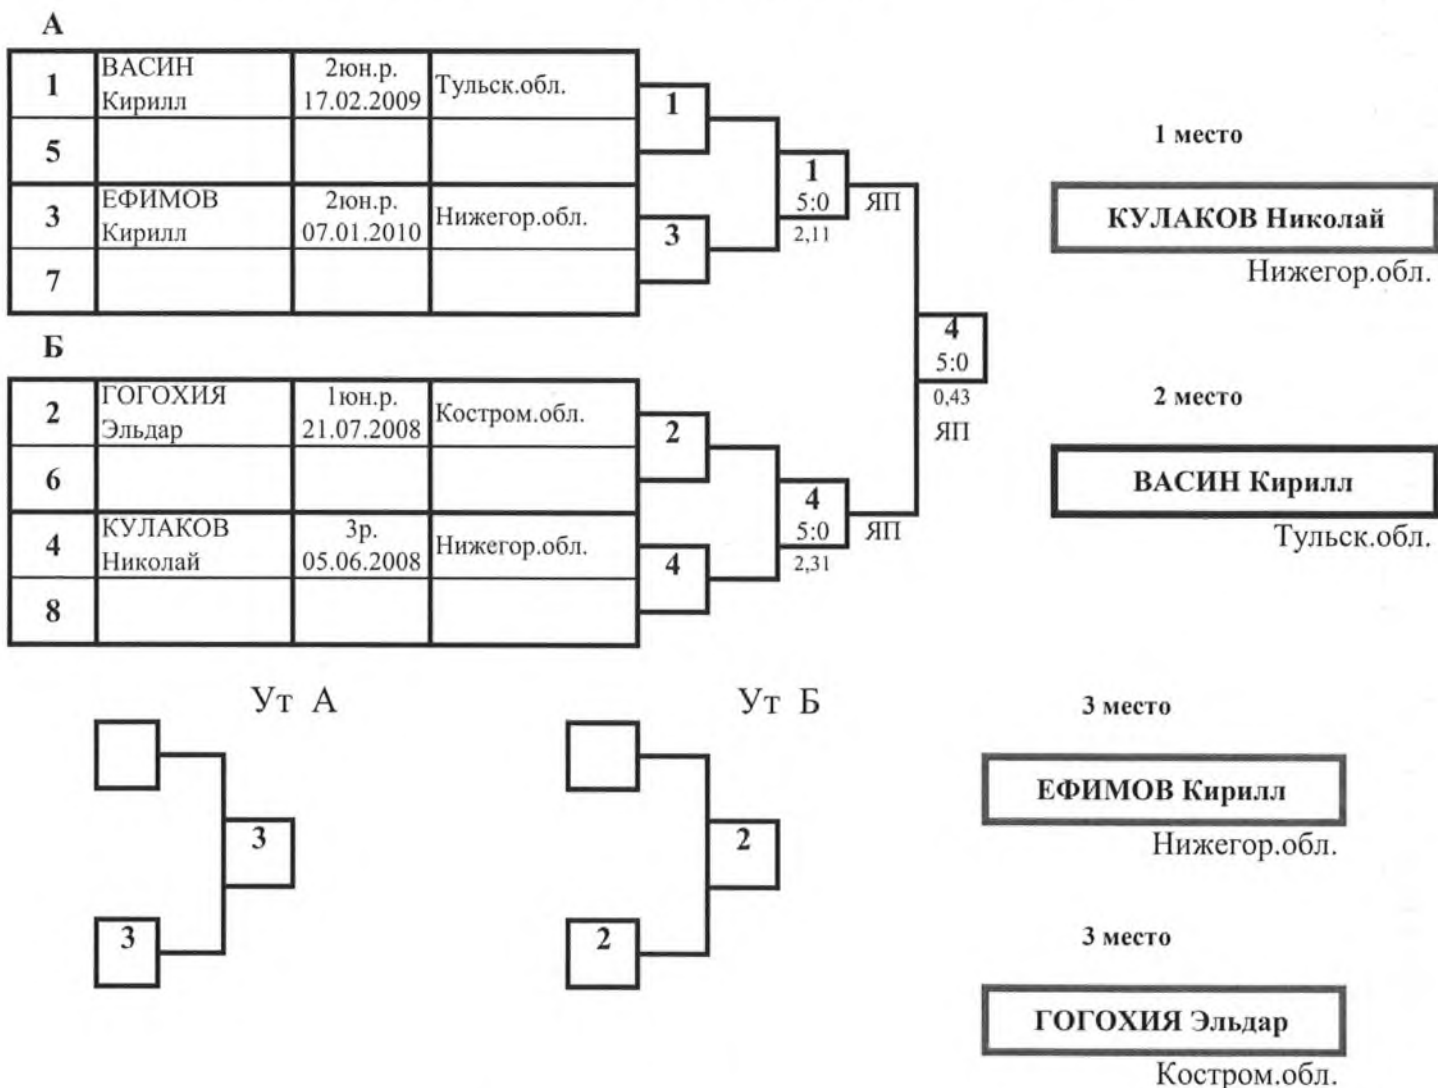 А
1 ВАСИН Кирилл 2юн.р. 17.02.2009 Тульск.обл.
5
3 ЕФИМОВ Кирилл 2юн.р. 07.01.2010 Нижегор.обл.
7
1
3
1
5:0 ЯП
2,11
Б
2 ГОГОХИЯ Эльдар 1юн.р. 21.07.2008 Костром.обл.
6
4 КУЛАКОВ Николай 3р. 05.06.2008 Нижегор.обл.
8
2
4
4
5:0 ЯП
2,31
4
5:0
0,43
ЯП
1 место
КУЛАКОВ Николай
Нижегор.обл.
2 место
ВАСИН Кирилл
Тульск.обл.
Ут А
3
3
Ут Б
2
2
3 место
ЕФИМОВ Кирилл
Нижегор.обл.
3 место
ГОГОХИЯ Эльдар
Костром.обл.